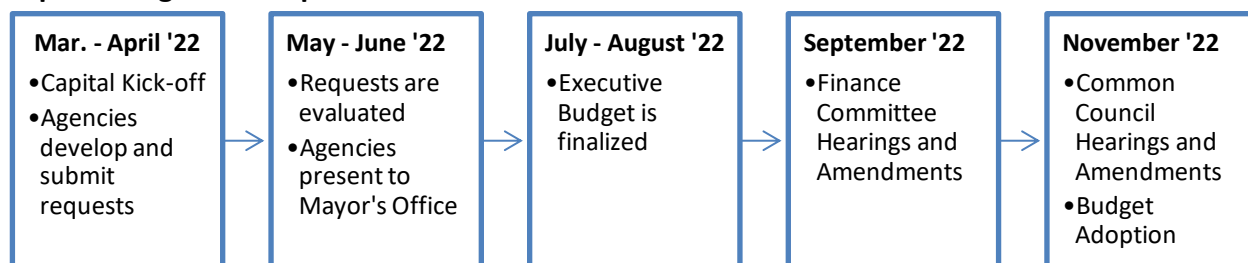 Mar. - April '22
•Capital Kick-off
•Agencies
develop and
submit
requests
May - June '22
•Requests are
evaluated
•Agencies
present to
Mayor's Office
July - August '22
•Executive
Budget is
finalized
September '22
•Finance
Committee
Hearings and
Amendments
November '22
•Common
Council
Hearings and
Amendments
•Budget
Adoption